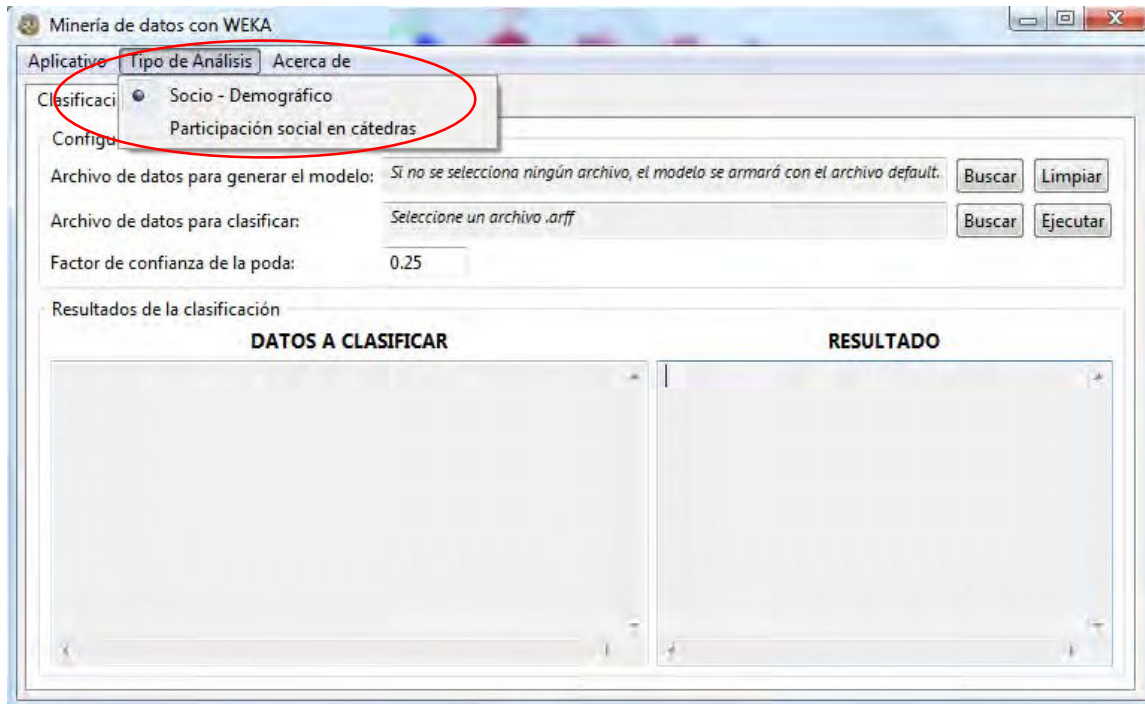 Minería de datos con WEKA
Aplicativo Tipo de Análisis Acerca de
Socio - Demográfico
Clasificaci
Participación social en cátedras
Configu
Archivo de datos para generar el modelo: Si no se selecciona ningún archivo, el modelo se armará con el archivo default. Buscar Limpiar
Archivo de datos para clasificar: Seleccione un archivo .arff Buscar Ejecutar
Factor de confianza de la poda: 0.25
Resultados de la clasificación
DATOS A CLASIFICAR RESULTADO